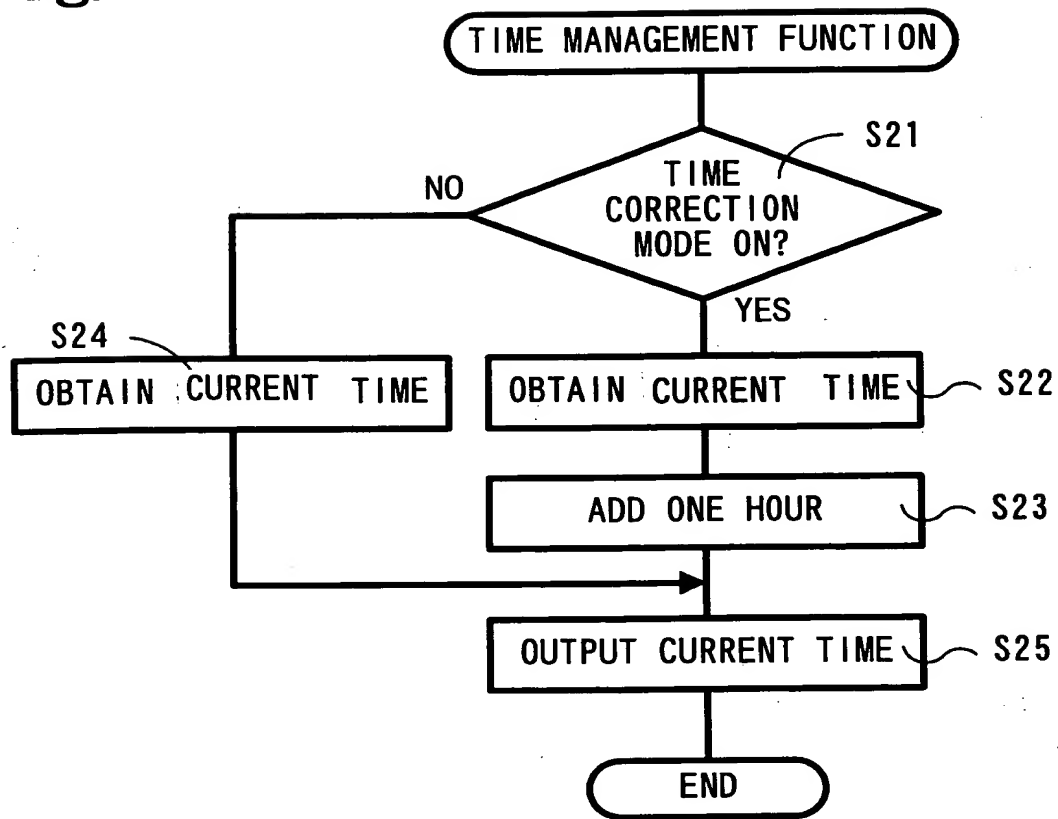 TIME MANAGEMENT FUNCTION
S21
TIME
CORRECTION
MODE ON?
NO
YES
S24
OBTAIN CURRENT TIME
OBTAIN CURRENT TIME
S22
ADD ONE HOUR
S23
OUTPUT CURRENT TIME
S25
END